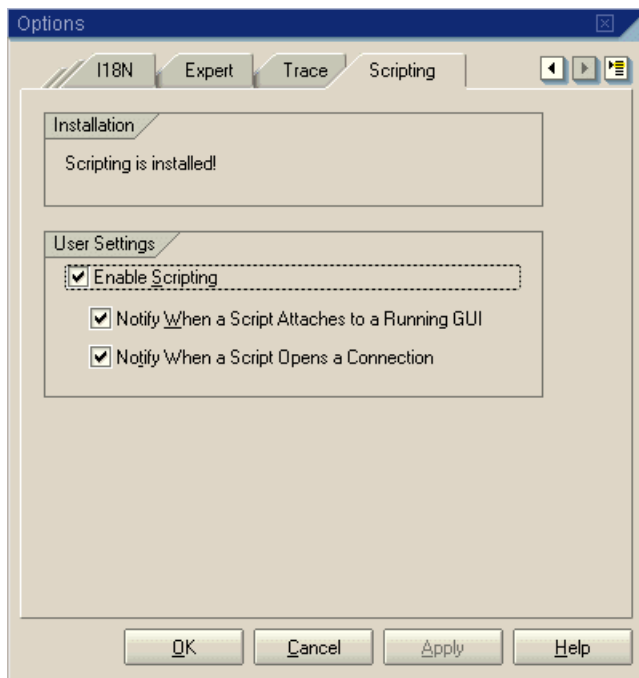 Options
I18N
Expert
Trace
Scripting
Installation
Scripting is installed!
User Settings
Enable Scripting
Notify When a Script Attaches to a Running GUI
Notify When a Script Opens a Connection
OK
Cancel
Apply
Help